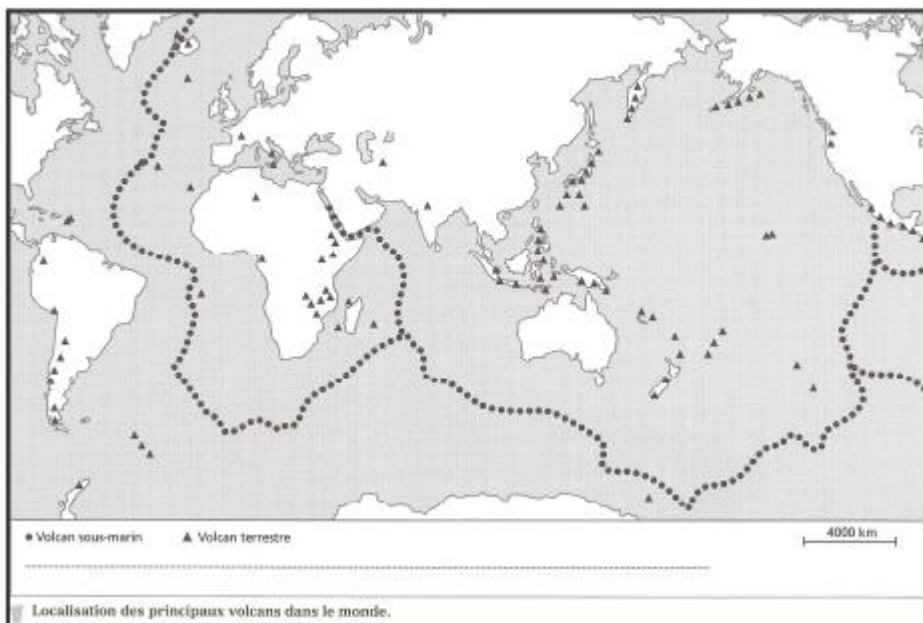 Volcan sous-marin
Volcan terrestre
4000 km
Localisation des principaux volcans dans le monde.